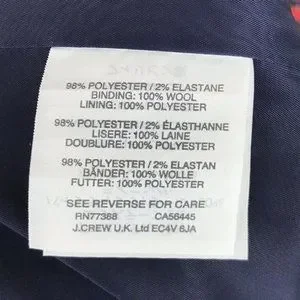 98% POLYESTER / 2% ELASTANE
BINDING: 100% WOOL
LINING: 100% POLYESTER
98% POLYESTER / 2% ÉLASTHANNE
LISERE: 100% LAINE
DOUBLURE: 100% POLYESTER
98% POLYESTER / 2% ELASTAN
BÄNDER: 100% WOLLE
FUTTER: 100% POLYESTER
SEE REVERSE FOR CARE
RN77388 CA56445
J.CREW U.K. Ltd EC4V 6JA